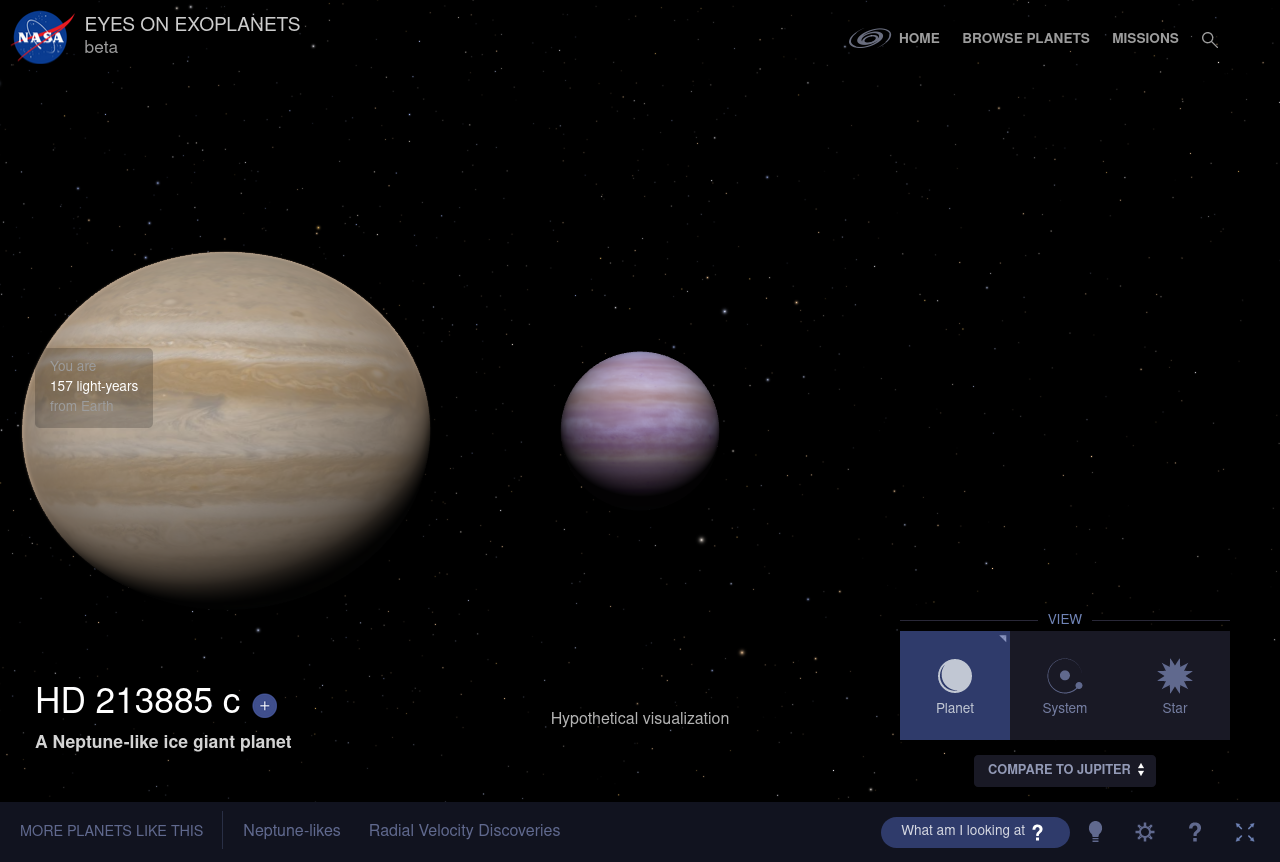 NASA
EYES ON EXOPLANETS
beta
HOME
BROWSE PLANETS
MISSIONS
You are
157 light-years
from Earth
HD 213885 c +
A Neptune-like ice giant planet
Hypothetical visualization
VIEW
Planet
System
Star
COMPARE TO JUPITER
MORE PLANETS LIKE THIS
Neptune-likes
Radial Velocity Discoveries
What am I looking at ?
?